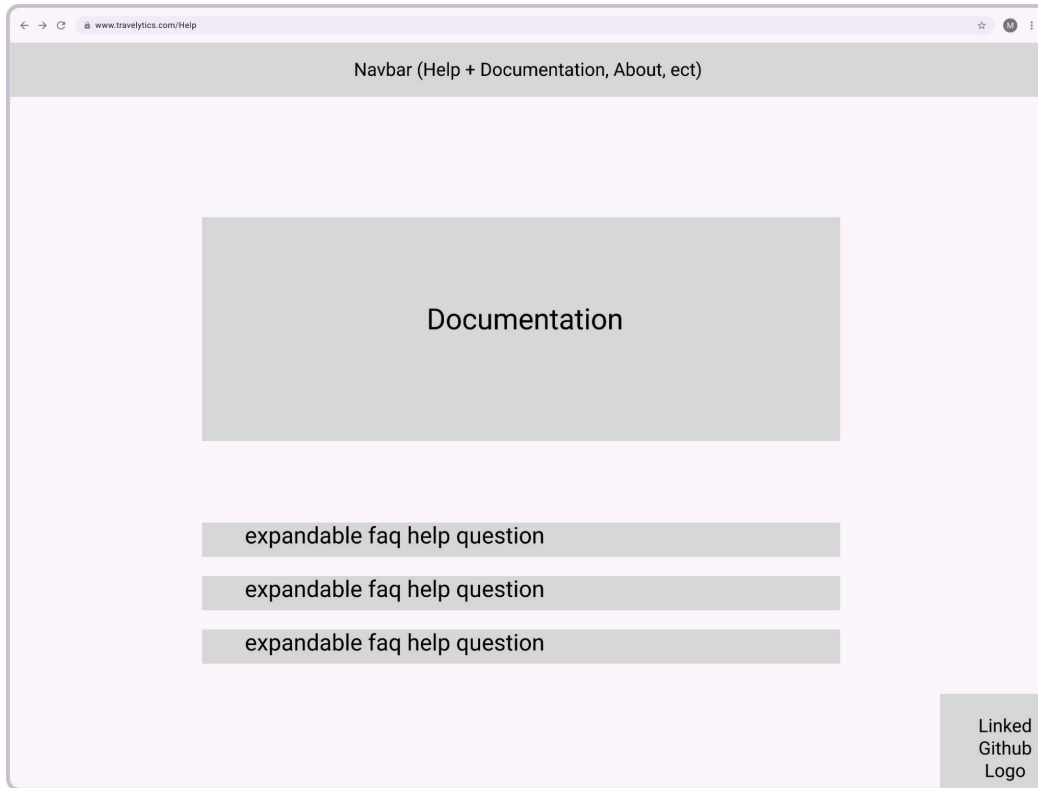 www.travelytics.com/Help
M
Navbar (Help + Documentation, About, ect)
Documentation
expandable faq help question
expandable faq help question
expandable faq help question
Linked
Github
Logo